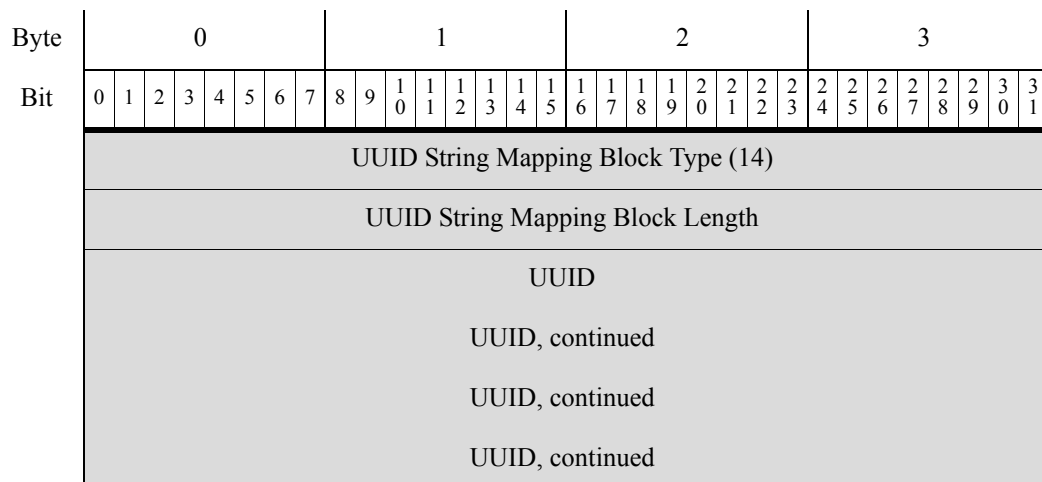 Byte 0 1 2 3
Bit 0 1 2 3 4 5 6 7 8 9 10 11 12 13 14 15 16 17 18 19 20 21 22 23 24 25 26 27 28 29 30 31
UUID String Mapping Block Type (14)
UUID String Mapping Block Length
UUID
UUID, continued
UUID, continued
UUID, continued